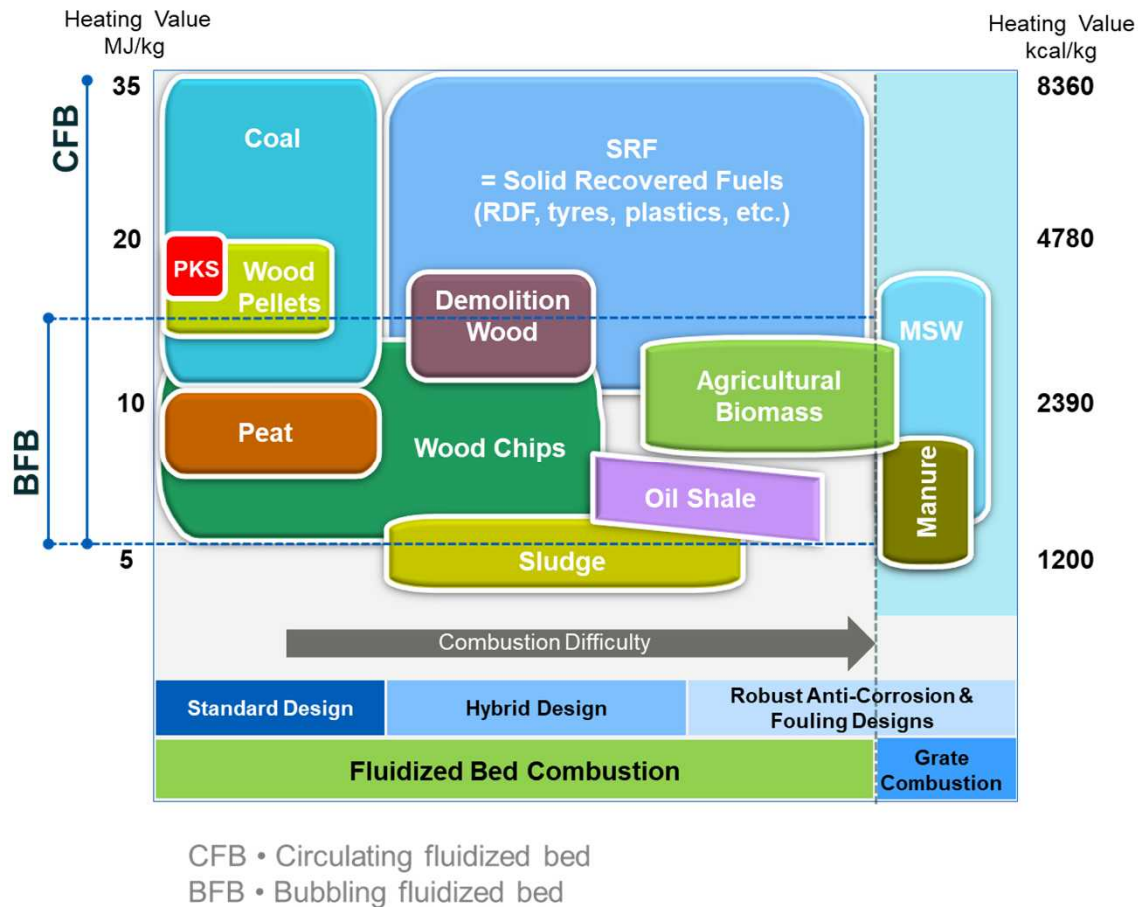 Heating Value
MJ/kg
Heating Value
kcal/kg
35
8360
CFB
Coal
SRF
= Solid Recovered Fuels
(RDF, tyres, plastics, etc.)
20
4780
PKS
Wood
Pellets
Demolition
Wood
MSW
BFB
10
2390
Agricultural
Biomass
Peat
Wood Chips
Manure
Oil Shale
5
1200
Sludge
Combustion Difficulty
Standard Design
Hybrid Design
Robust Anti-Corrosion &
Fouling Designs
Fluidized Bed Combustion
Grate
Combustion
CFB • Circulating fluidized bed
BFB • Bubbling fluidized bed